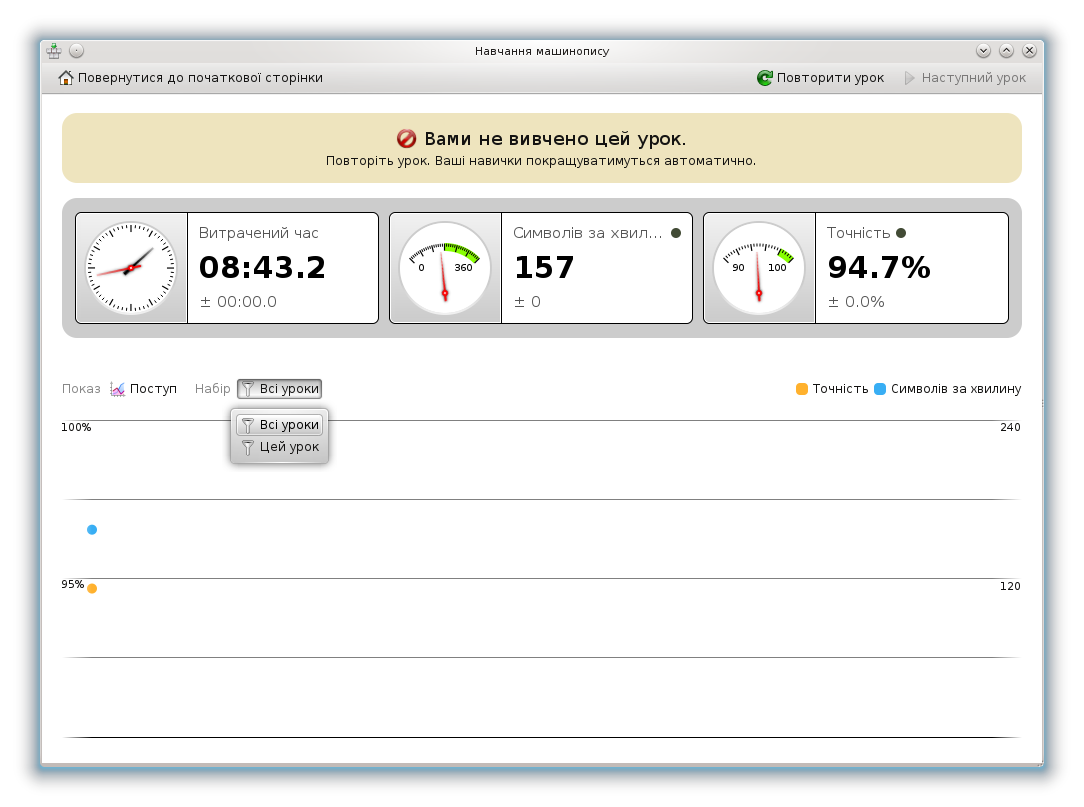 Навчання машинопису
Повернутися до початкової сторінки
Повторити урок
Наступний урок
Вами не вивчено цей урок.
Повторіть урок. Ваші навички покращуватимуться автоматично.
Витрачений час
08:43.2
± 00:00.0
0 360
Символів за хвил...
157
± 0
90 100
Точність
94.7%
± 0.0%
Показ Поступ Набір Всі уроки
Точність Символів за хвилину
Всі уроки
Цей урок
100% 240
95% 120